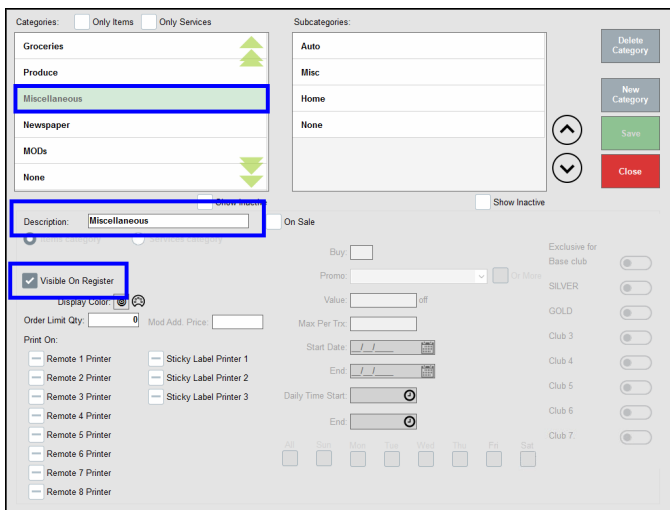 Categories: Only Items Only Services Subcategories:
Groceries
Produce
Miscellaneous
Newspaper
MODs
None
Auto
Misc
Home
None
Delete Category
New Category
Save
Close
Show Inactive
Show Inactive
Description: Miscellaneous On Sale
Items Category Services Category
Visible On Register
Display Color:
Order Limit Qty: 0 Mod Add. Price:
Print On:
Remote 1 Printer Sticky Label Printer 1
Remote 2 Printer Sticky Label Printer 2
Remote 3 Printer Sticky Label Printer 3
Remote 4 Printer
Remote 5 Printer
Remote 6 Printer
Remote 7 Printer
Remote 8 Printer
Buy:
Promo: Or More
Value: off
Max Per Trx:
Start Date: _/_/____
End: _/_/____
Daily Time Start:
End:
All Sun Mon Tue Wed Thu Fri Sat
Exclusive for
Base club
SILVER
GOLD
Club 3
Club 4
Club 5
Club 6
Club 7